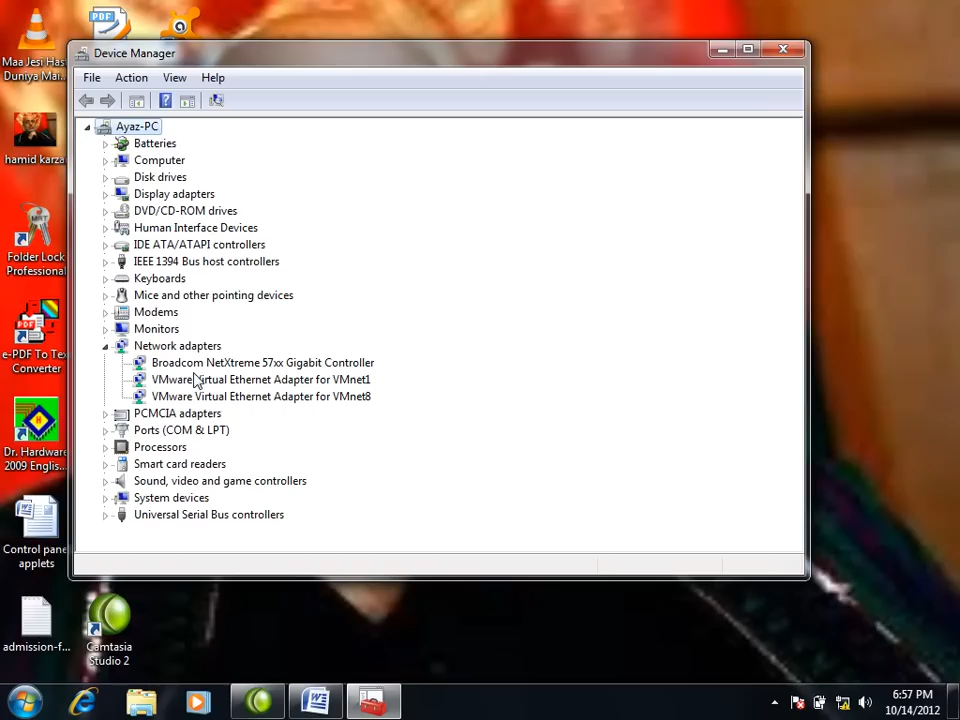 Maa Jesi Hast
Duniya Mai...
hamid karza
Folder Lock
Professional
e-PDF To Tex
Converter
Dr. Hardware
2009 Englis...
Control pane
applets
admission-f...
Camtasia
Studio 2
PDF
Device Manager
File Action View Help
Ayaz-PC
Batteries
Computer
Disk drives
Display adapters
DVD/CD-ROM drives
Human Interface Devices
IDE ATA/ATAPI controllers
IEEE 1394 Bus host controllers
Keyboards
Mice and other pointing devices
Modems
Monitors
Network adapters
Broadcom NetXtreme 57xx Gigabit Controller
VMware Virtual Ethernet Adapter for VMnet1
VMware Virtual Ethernet Adapter for VMnet8
PCMCIA adapters
Ports (COM & LPT)
Processors
Smart card readers
Sound, video and game controllers
System devices
Universal Serial Bus controllers
6:57 PM
10/14/2012